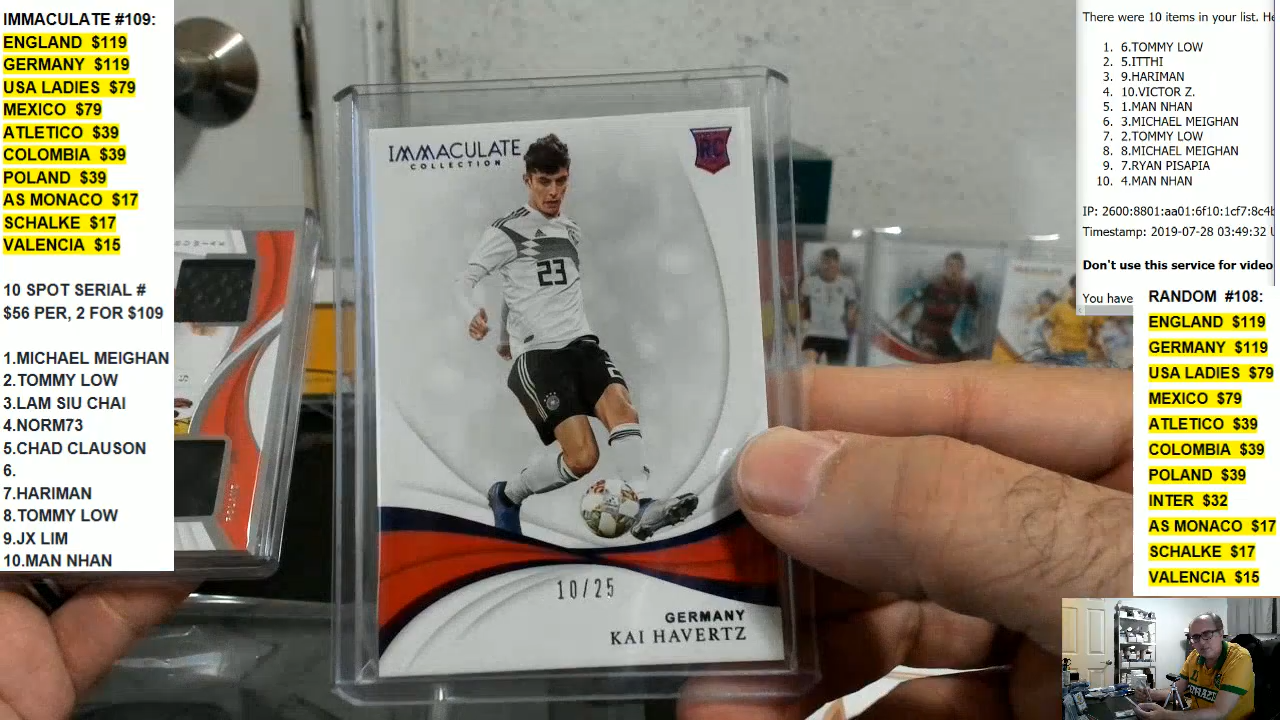 IMMACULATE #109:
ENGLAND $119
GERMANY $119
USA LADIES $79
MEXICO $79
ATLETICO $39
COLOMBIA $39
POLAND $39
AS MONACO $17
SCHALKE $17
VALENCIA $15
10 SPOT SERIAL #
$56 PER, 2 FOR $109
1.MICHAEL MEIGHAN
2.TOMMY LOW
3.LAM SIU CHAI
4.NORM73
5.CHAD CLAUSON
6.
7.HARIMAN
8.TOMMY LOW
9.JX LIM
10.MAN NHAN
IMMACULATE
COLLECTION
RC
23
10/25
GERMANY
KAI HAVERTZ
There were 10 items in your list. He
1. 6.TOMMY LOW
2. 5.ITTHI
3. 9.HARIMAN
4. 10.VICTOR Z.
5. 1.MAN NHAN
6. 3.MICHAEL MEIGHAN
7. 2.TOMMY LOW
8. 8.MICHAEL MEIGHAN
9. 7.RYAN PISAPIA
10. 4.MAN NHAN
IP: 2600:8801:aa01:6f10:1cf7:8c4b
Timestamp: 2019-07-28 03:49:32 U
Don't use this service for video
You have
RANDOM #108:
ENGLAND $119
GERMANY $119
USA LADIES $79
MEXICO $79
ATLETICO $39
COLOMBIA $39
POLAND $39
INTER $32
AS MONACO $17
SCHALKE $17
VALENCIA $15